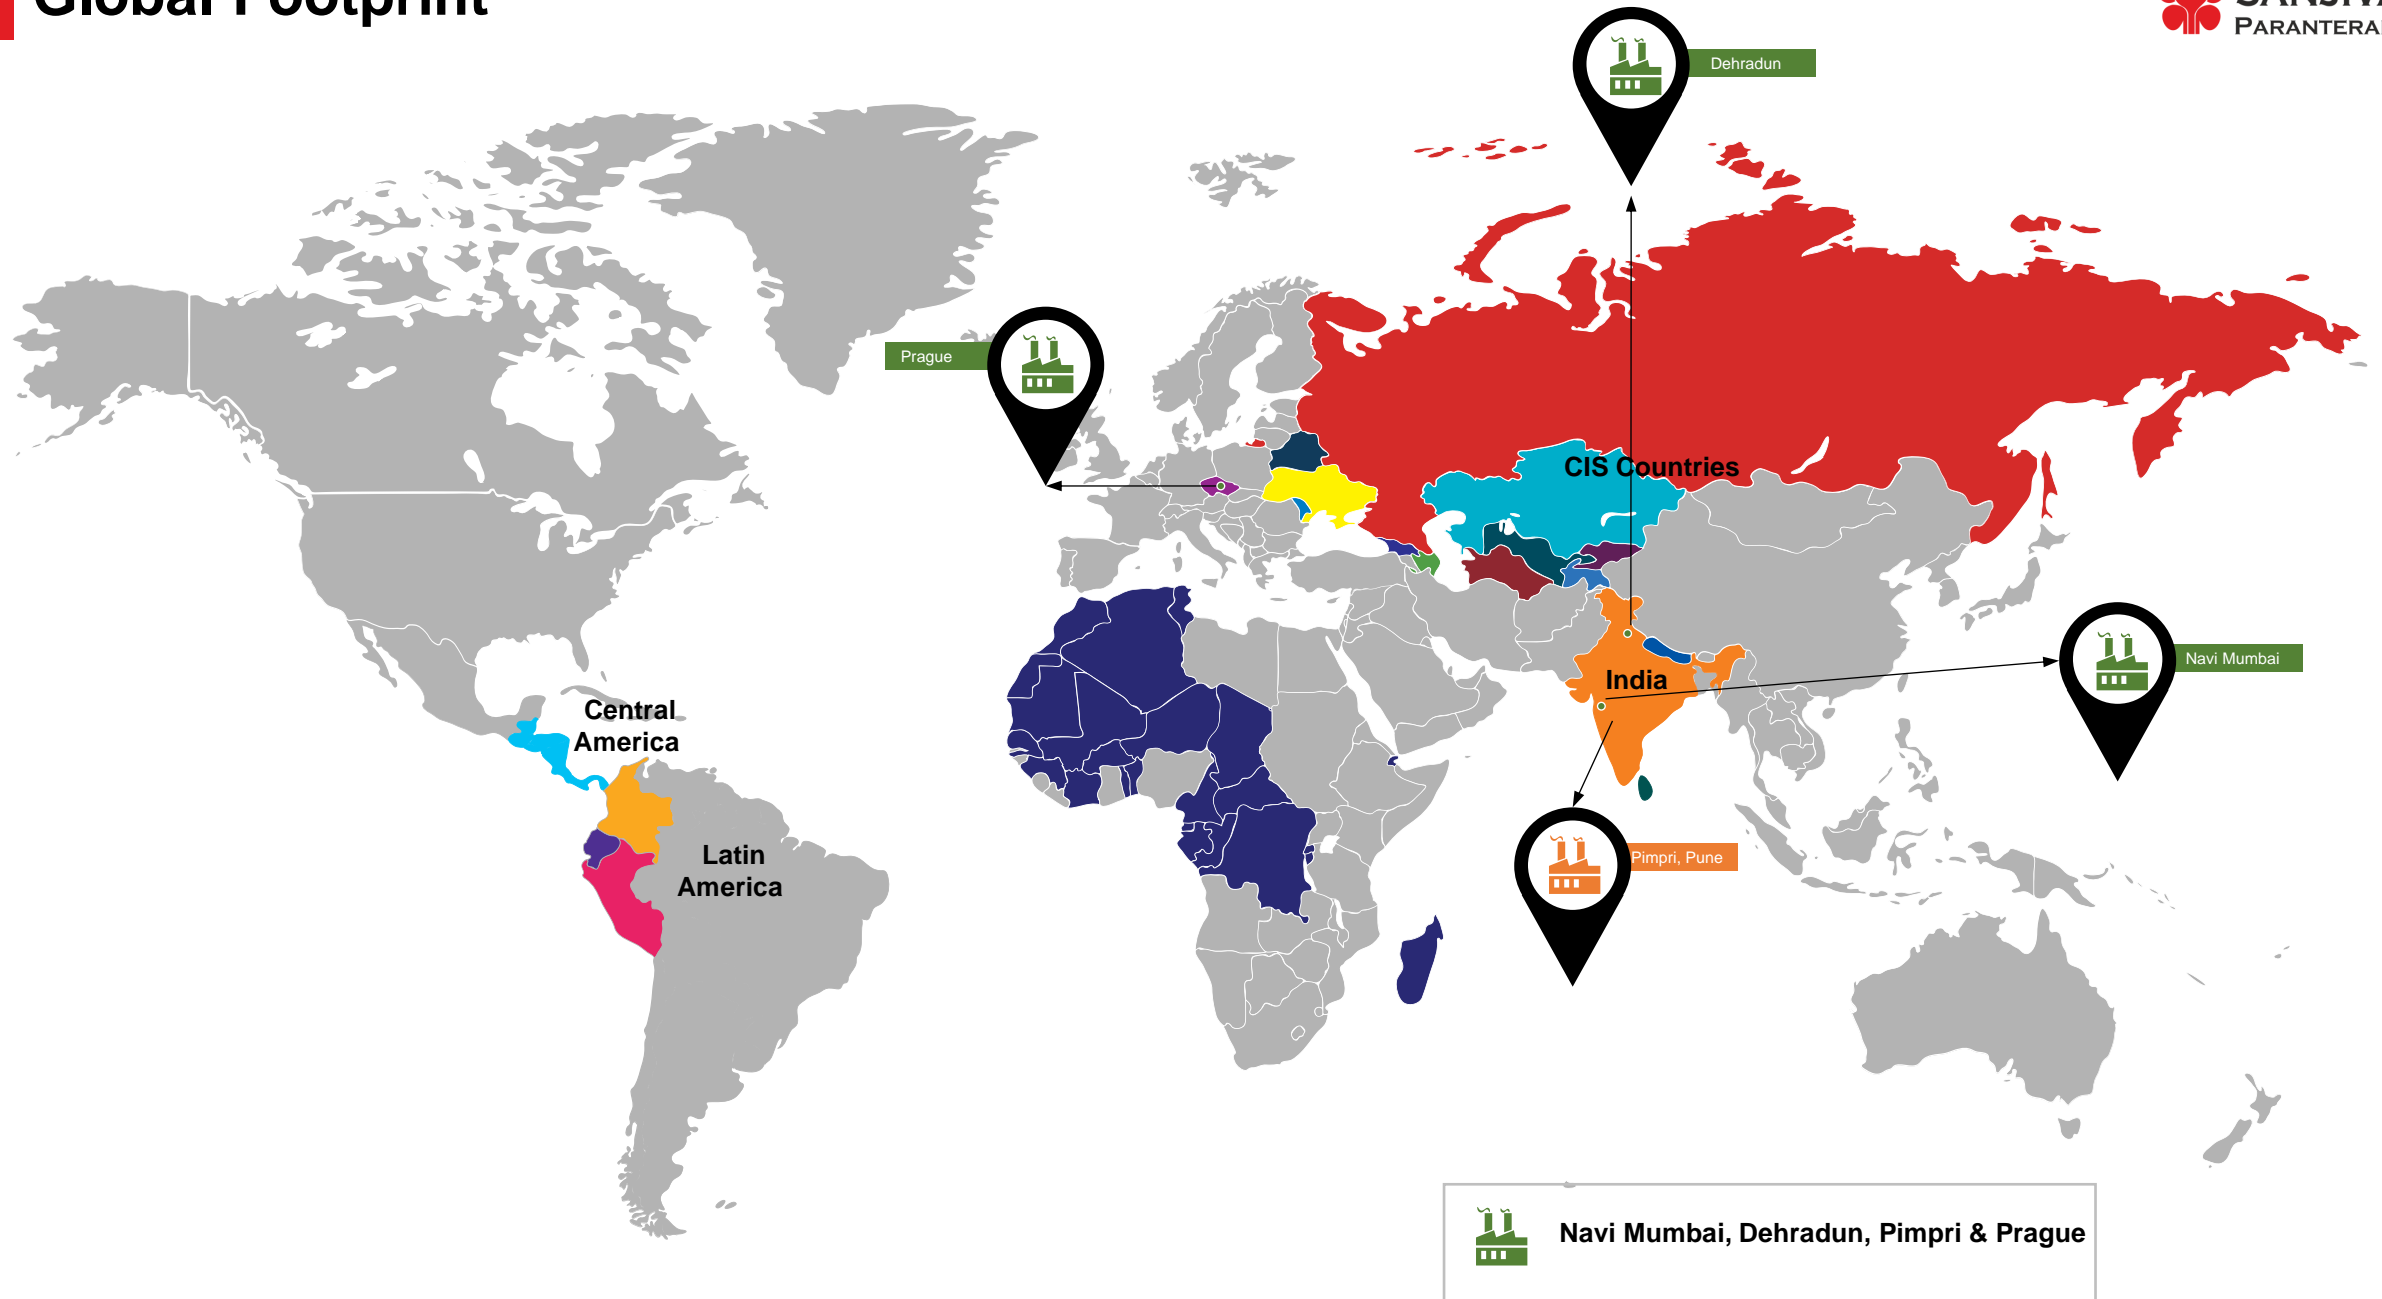 Global Footprint
PARANTERAL
Dehradun
Prague
CIS Countries
Navi Mumbai
India
Central
America
Latin
America
Pimpri, Pune
Navi Mumbai, Dehradun, Pimpri & Prague